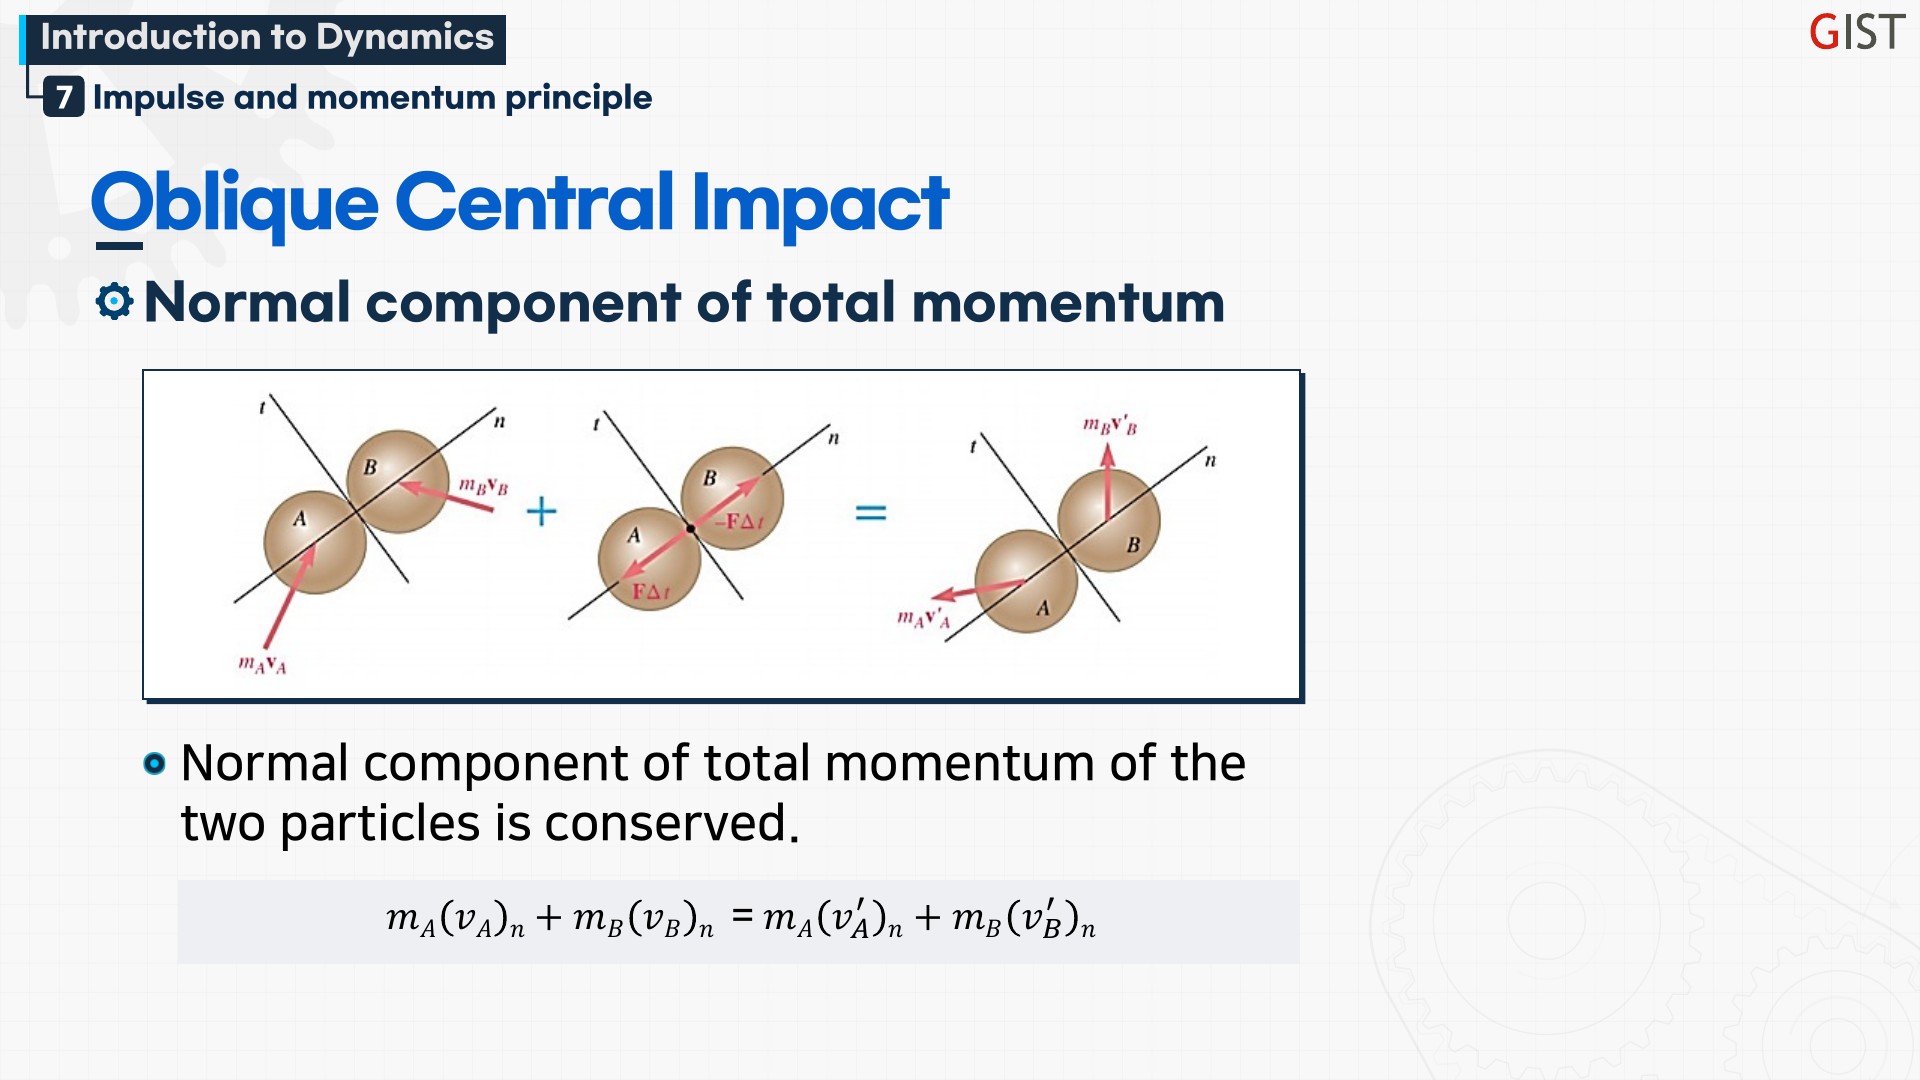 Introduction to Dynamics
GIST
7 Impulse and momentum principle
Oblique Central Impact
Normal component of total momentum
t n B A m_B v_B m_A v_A
+
t n B A –FΔt FΔt
=
m_B v'_B t n B A m_A v'_A
Normal component of total momentum of the
two particles is conserved.
m_A(v_A)_n + m_B(v_B)_n = m_A(v'_A)_n + m_B(v'_B)_n